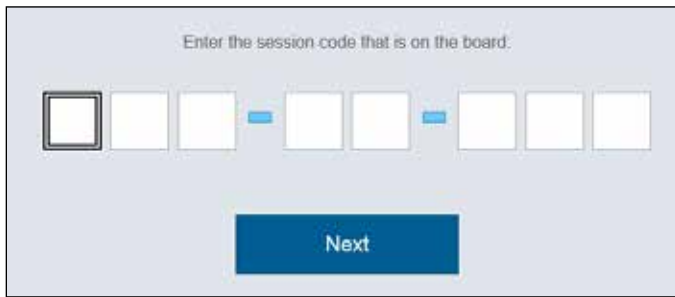 Enter the session code that is on the board.
Next